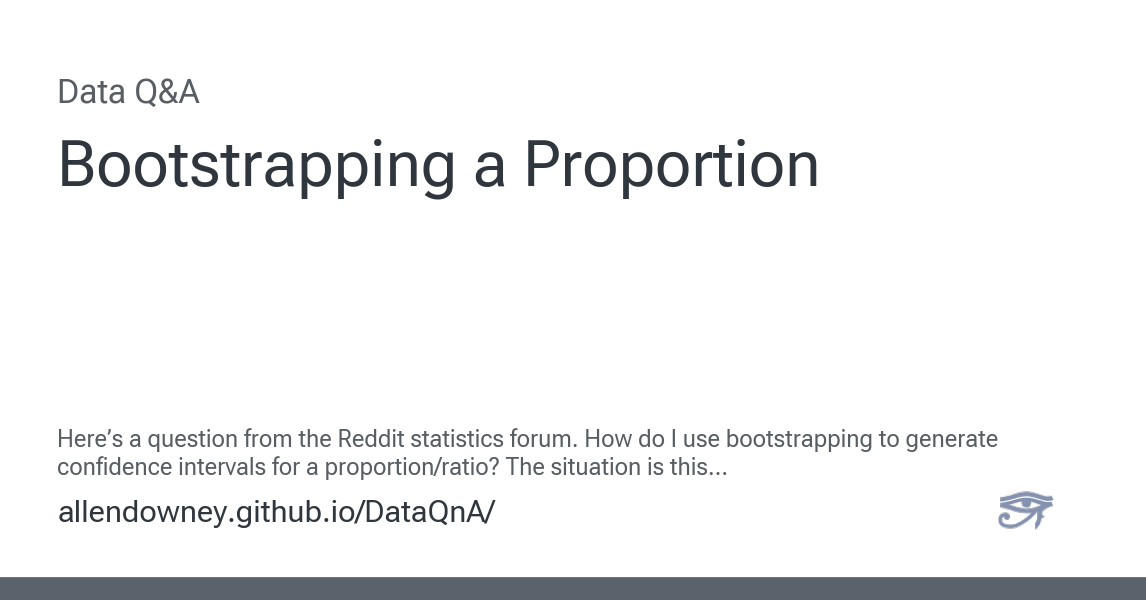 Data Q&A
Bootstrapping a Proportion
Here’s a question from the Reddit statistics forum. How do I use bootstrapping to generate
confidence intervals for a proportion/ratio? The situation is this...
allendowney.github.io/DataQnA/